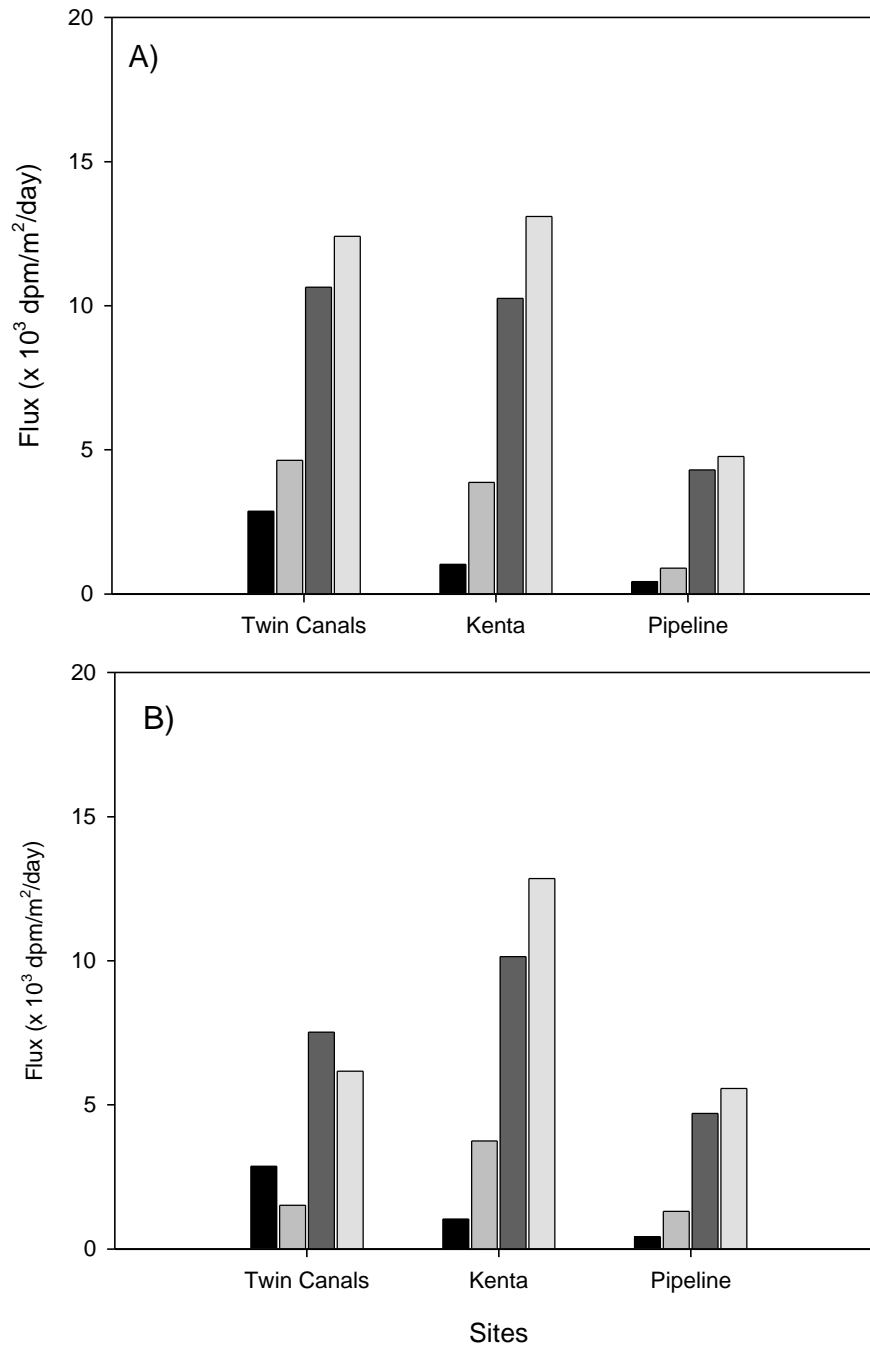 A)
20
15
10
5
0
Flux (x 10³ dpm/m²/day)
Twin Canals Kenta Pipeline
B)
20
15
10
5
0
Flux (x 10³ dpm/m²/day)
Twin Canals Kenta Pipeline
Sites